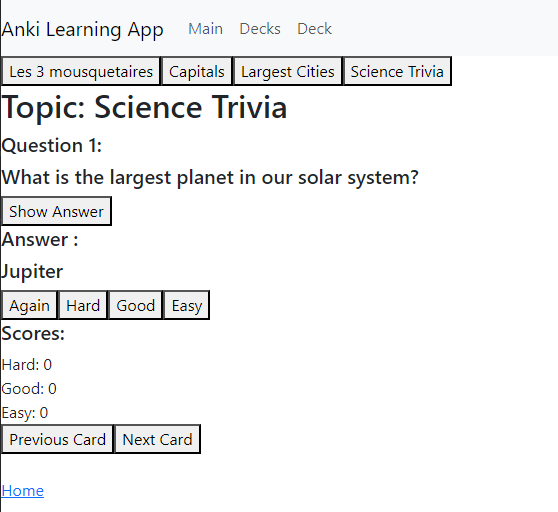 Anki Learning App Main Decks Deck
Les 3 mousquetaires Capitals Largest Cities Science Trivia
Topic: Science Trivia
Question 1:
What is the largest planet in our solar system?
Show Answer
Answer :
Jupiter
Again Hard Good Easy
Scores:
Hard: 0
Good: 0
Easy: 0
Previous Card Next Card
Home